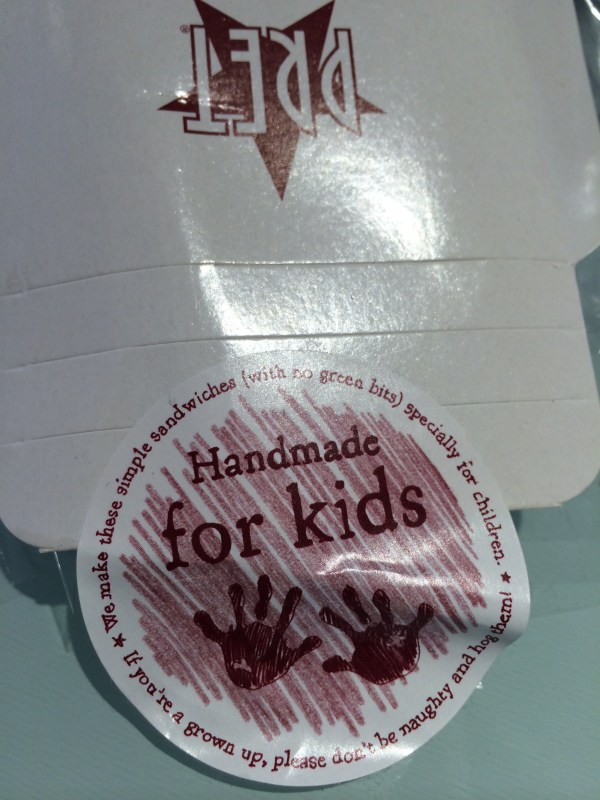 PRET
Handmade
for kids
★ We make these simple sandwiches (with no green bits) specially for children. ★
If you're a grown up, please don't be naughty and hog them!